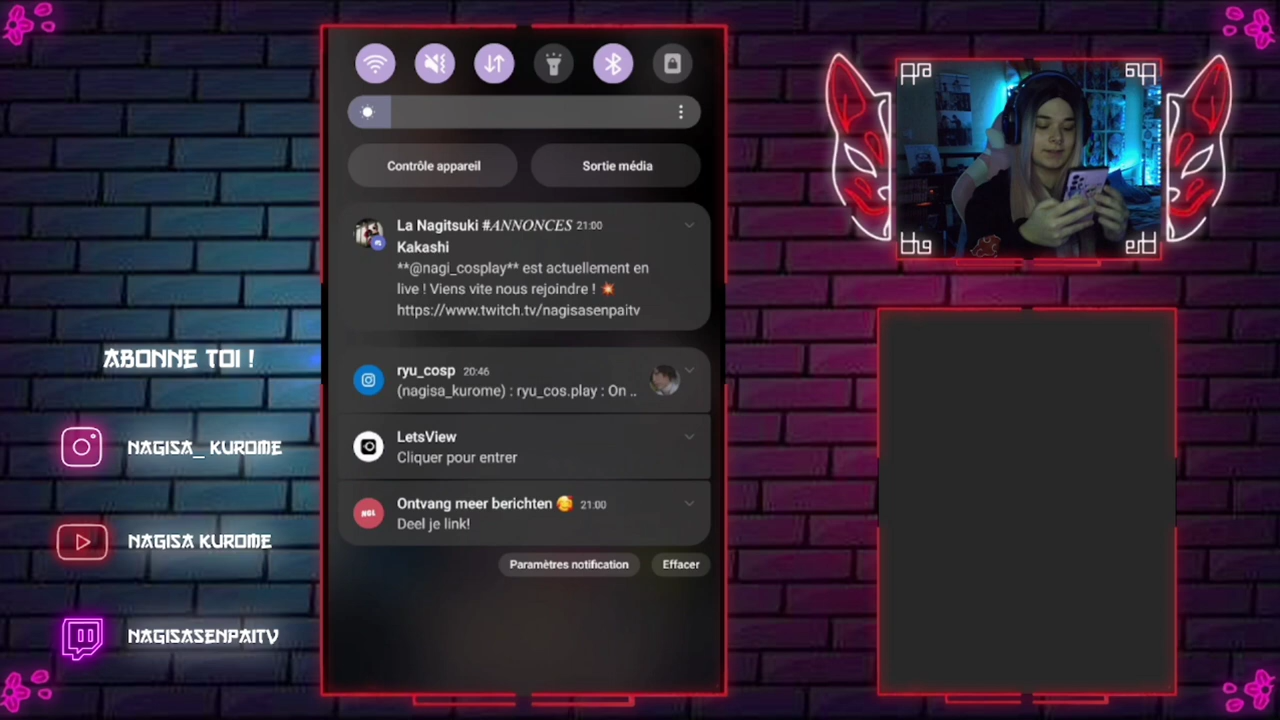 Contrôle appareil
Sortie média
La Nagitsuki #ANNONCES 21:00
Kakashi
**@nagi_cosplay** est actuellement en
live ! Viens vite nous rejoindre ! 💥
https://www.twitch.tv/nagisasenpaitv
ryu_cosp 20:46
(nagisa_kurome) : ryu_cos.play : On ..
LetsView
Cliquer pour entrer
NGL
Ontvang meer berichten 🥰 21:00
Deel je link!
Paramètres notification
Effacer
ABONNE TOI !
NAGISA_ KUROME
NAGISA KUROME
NAGISASENPAITV